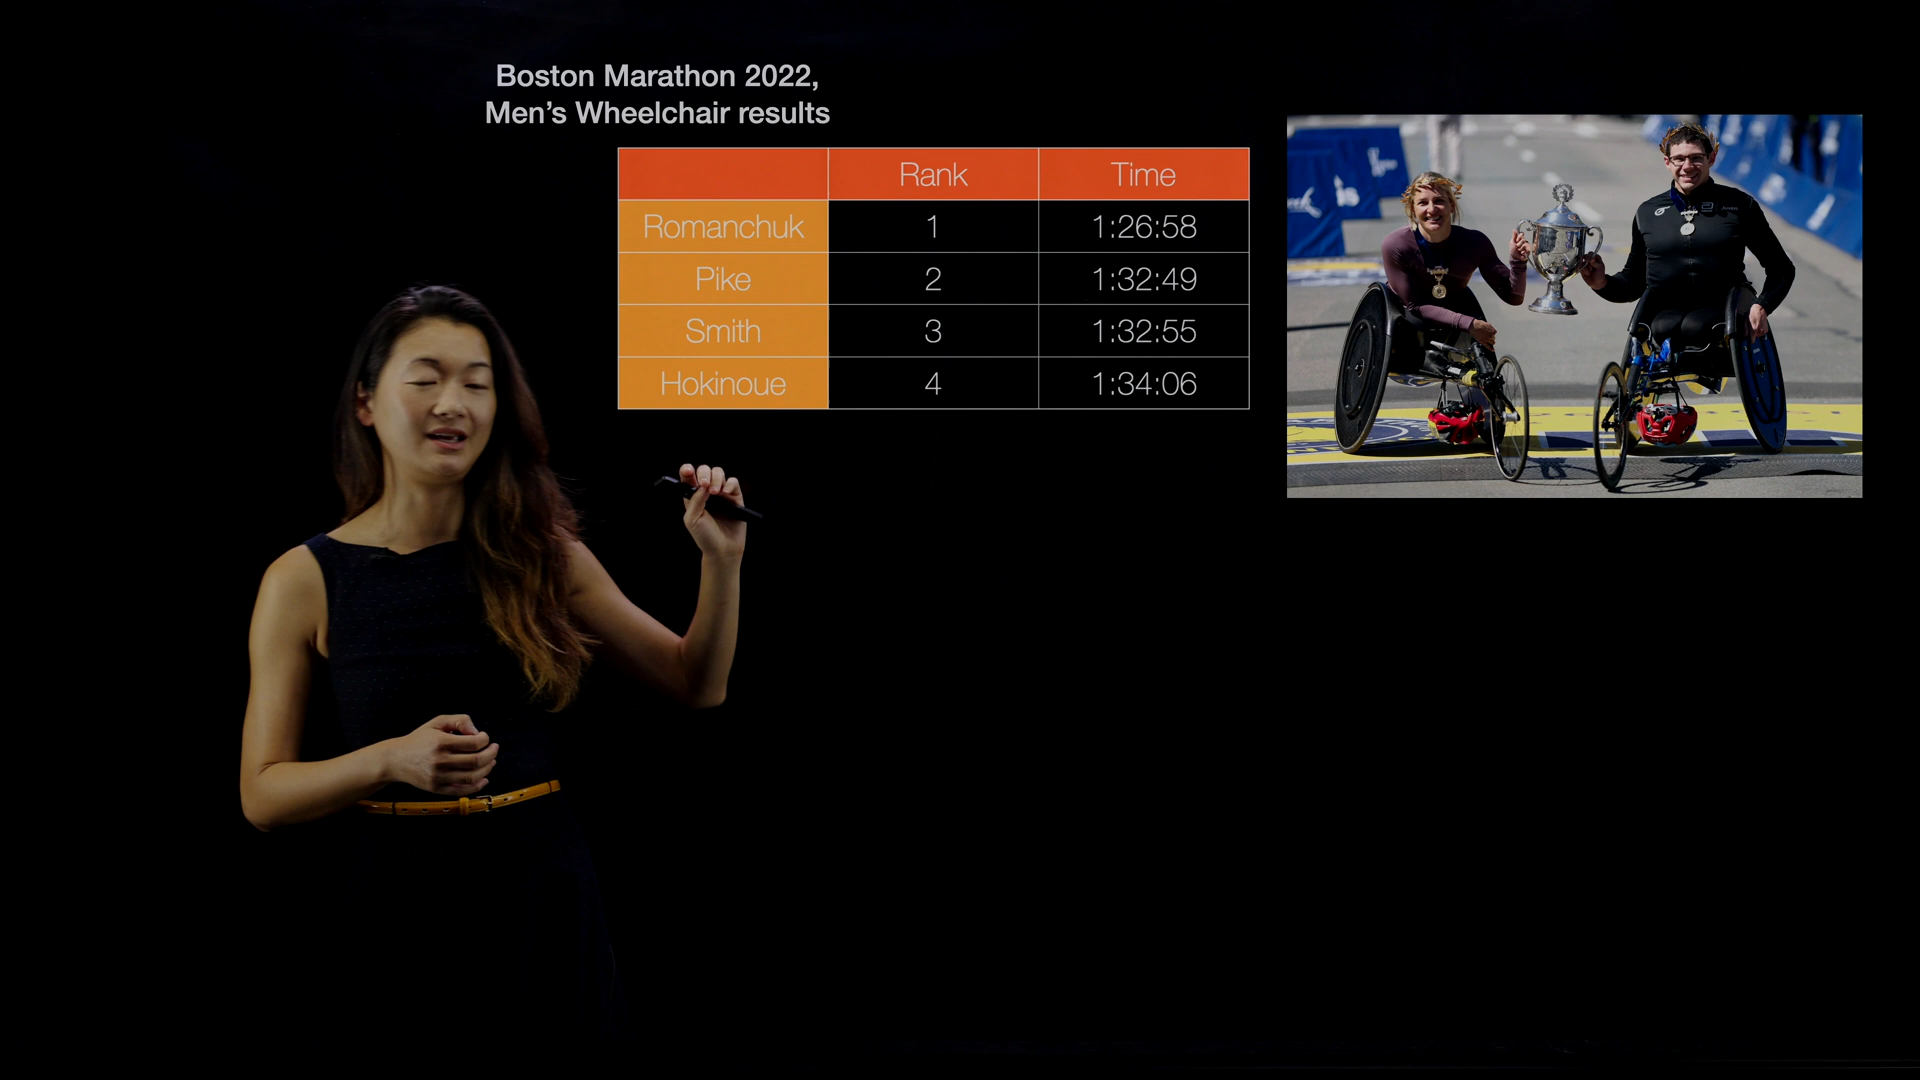 Boston Marathon 2022,
Men’s Wheelchair results
Rank Time
Romanchuk 1 1:26:58
Pike 2 1:32:49
Smith 3 1:32:55
Hokinoue 4 1:34:06